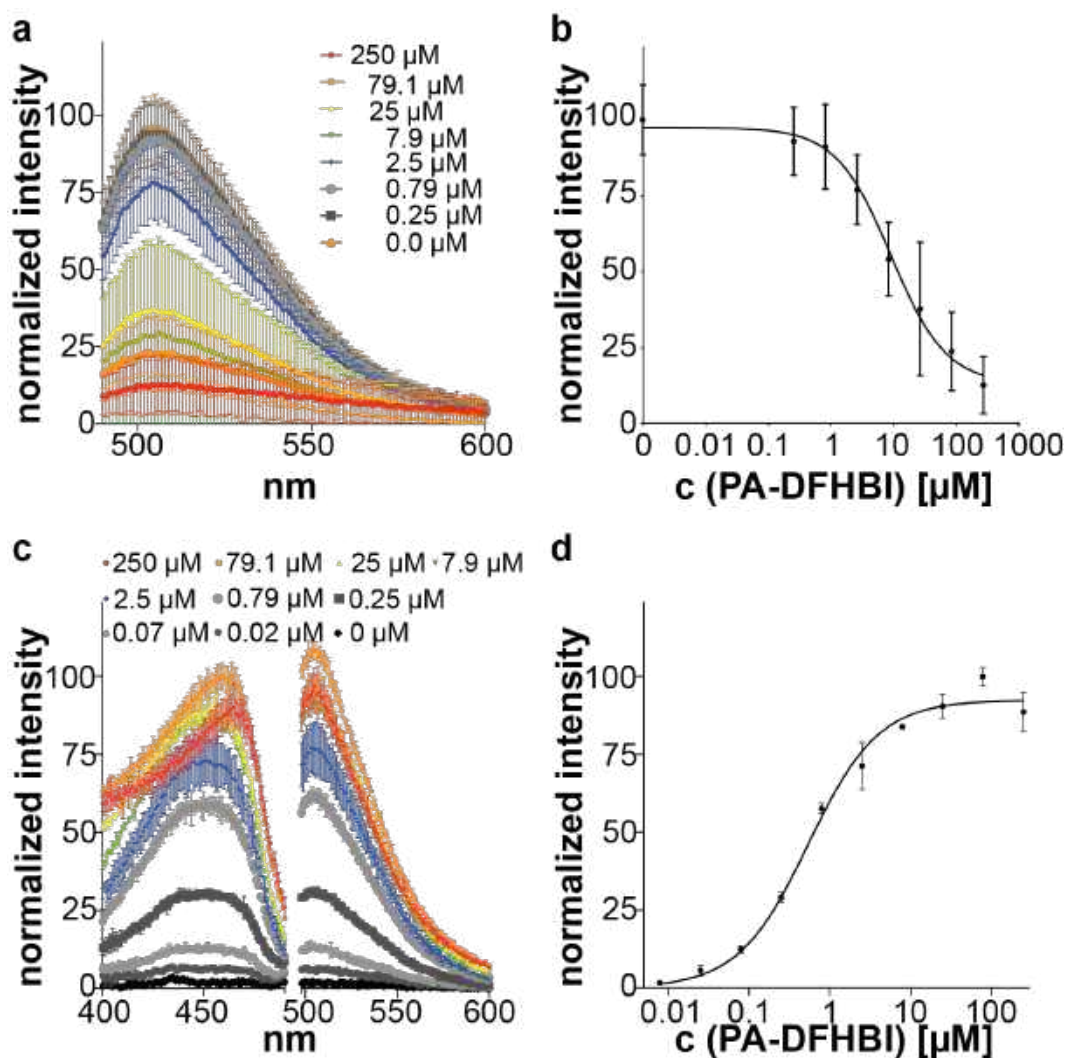 a
250 µM
79.1 µM
25 µM
7.9 µM
2.5 µM
0.79 µM
0.25 µM
0.0 µM
normalized intensity
100
75
50
25
0
500 550 600
nm
b
normalized intensity
100
75
50
25
0
0 0.01 0.1 1 10 100 1000
c (PA-DFHBI) [µM]
c
250 µM 79.1 µM 25 µM 7.9 µM
2.5 µM 0.79 µM 0.25 µM
0.07 µM 0.02 µM 0 µM
normalized intensity
100
75
50
25
0
400 450 500 550 600
nm
d
normalized intensity
100
75
50
25
0
0.01 0.1 1 10 100
c (PA-DFHBI) [µM]